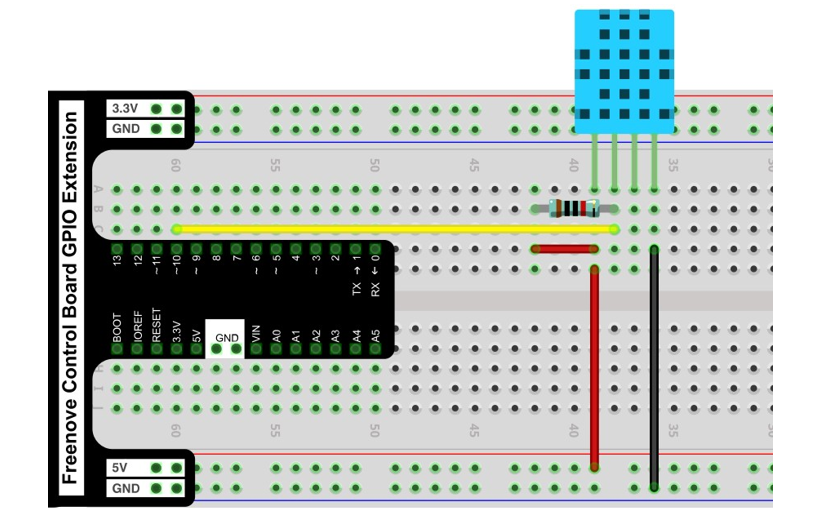 Freenove Control Board GPIO Extension
3.3V
GND
60 55 50 45 40 35 30
A
B
C
13 12 ~11 ~10 ~ 9 8 7 ~ 6 ~ 5 4 ~ 3 2 TX → 1 RX ← 0
BOOT IOREF RESET 3.3V 5V GND VIN A0 A1 A2 A3 A4 A5
H
I
J
60 55 50 45 40 35 30
5V
GND